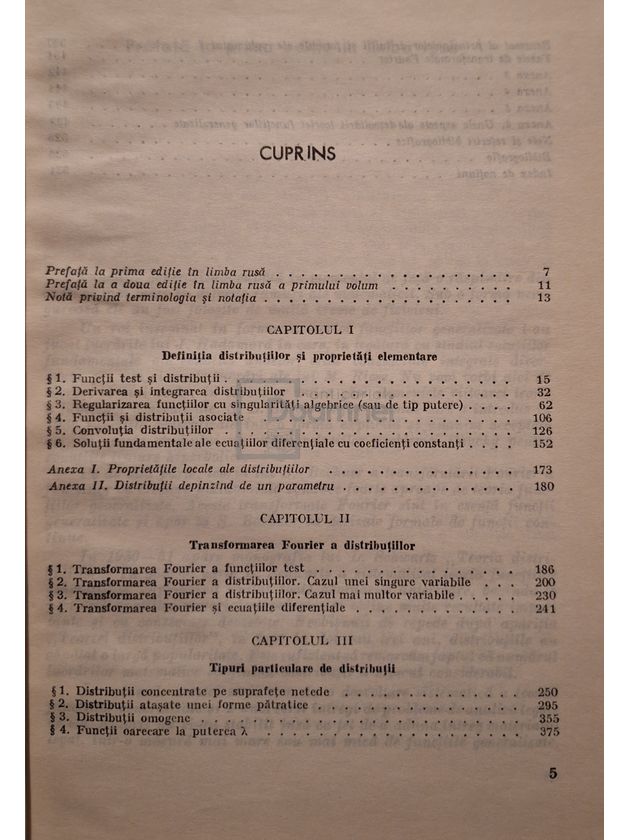 CUPRINS
Prefață la prima ediție în limba rusă . . . . . . . . . . . . . . . . . . 7
Prefață la a doua ediție în limba rusă a primului volum . . . . . . . . . 11
Notă privind terminologia și notația . . . . . . . . . . . . . . . . . . 13
CAPITOLUL I
Definiția distribuțiilor și proprietăți elementare
§ 1. Funcții test și distribuții . . . . . . . . . . . . . . . . . . . . 15
§ 2. Derivarea și integrarea distribuțiilor . . . . . . . . . . . . . . . 32
§ 3. Regularizarea funcțiilor cu singularități algebrice (sau de tip putere) . . . . 62
§ 4. Funcții și distribuții asociate . . . . . . . . . . . . . . . . . . 106
§ 5. Convoluția distribuțiilor . . . . . . . . . . . . . . . . . . . . 126
§ 6. Soluții fundamentale ale ecuațiilor diferențiale cu coeficienți constanți . . . . 152
Anexa I. Proprietățile locale ale distribuțiilor . . . . . . . . . . . . . 173
Anexa II. Distribuții depinzînd de un parametru . . . . . . . . . . . . 180
CAPITOLUL II
Transformarea Fourier a distribuțiilor
§ 1. Transformarea Fourier a funcțiilor test . . . . . . . . . . . . . . 186
§ 2. Transformarea Fourier a distribuțiilor. Cazul unei singure variabile . . . 200
§ 3. Transformarea Fourier a distribuțiilor. Cazul mai multor variabile . . . . . 230
§ 4. Transformarea Fourier și ecuațiile diferențiale . . . . . . . . . . . . 241
CAPITOLUL III
Tipuri particulare de distribuții
§ 1. Distribuții concentrate pe suprafețe netede . . . . . . . . . . . . . 250
§ 2. Distribuții atașate unei forme pătratice . . . . . . . . . . . . . . 295
§ 3. Distribuții omogene . . . . . . . . . . . . . . . . . . . . . . 355
§ 4. Funcții oarecare la puterea λ . . . . . . . . . . . . . . . . . . 375
5